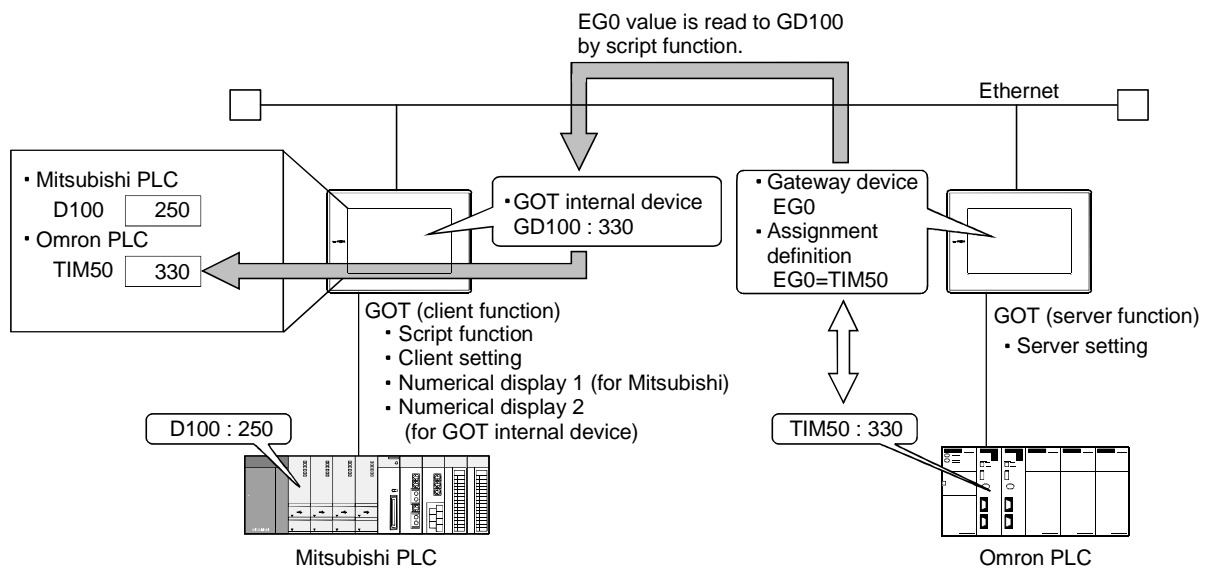 EG0 value is read to GD100
by script function.
Ethernet
・Mitsubishi PLC
D100 250
・Omron PLC
TIM50 330
・GOT internal device
GD100 : 330
・Gateway device
EG0
・Assignment
definition
EG0=TIM50
GOT (client function)
・Script function
・Client setting
・Numerical display 1 (for Mitsubishi)
・Numerical display 2
(for GOT internal device)
GOT (server function)
・Server setting
D100 : 250
TIM50 : 330
Mitsubishi PLC
Omron PLC